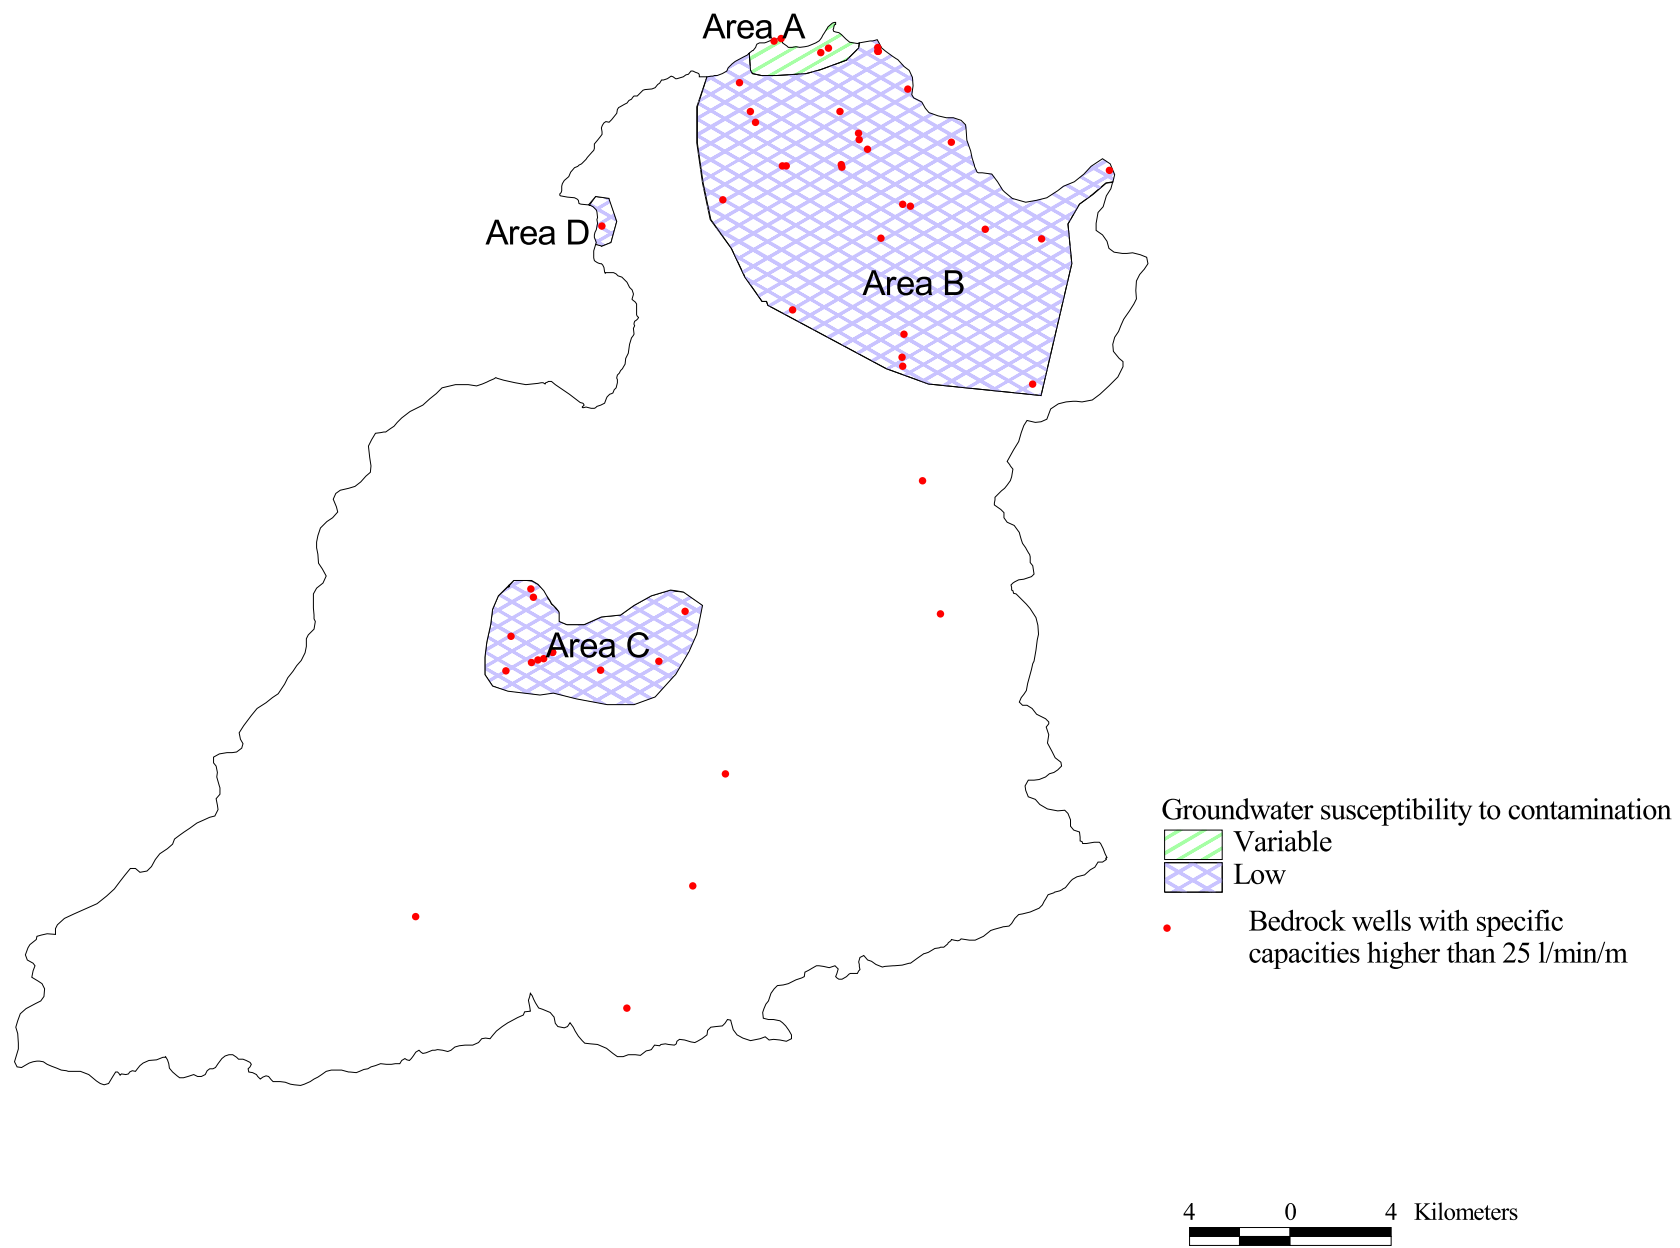 Area A
Area D
Area B
Area C
Groundwater susceptibility to contamination
Variable
Low
Bedrock wells with specific
capacities higher than 25 l/min/m
4 0 4 Kilometers